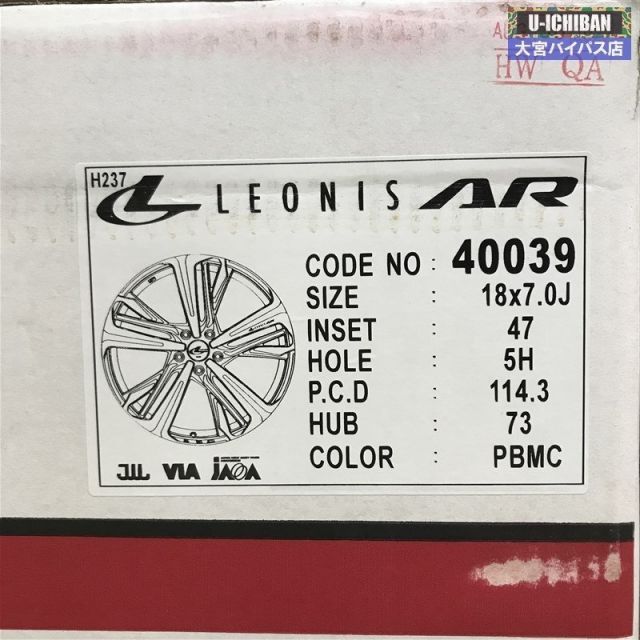 U-ICHIBAN
大宮バイパス店
HW QA
H237
LEONIS AR
CODE NO : 40039
SIZE : 18x7.0J
INSET : 47
HOLE : 5H
P.C.D : 114.3
HUB : 73
COLOR : PBMC
JWL VIA JAWA